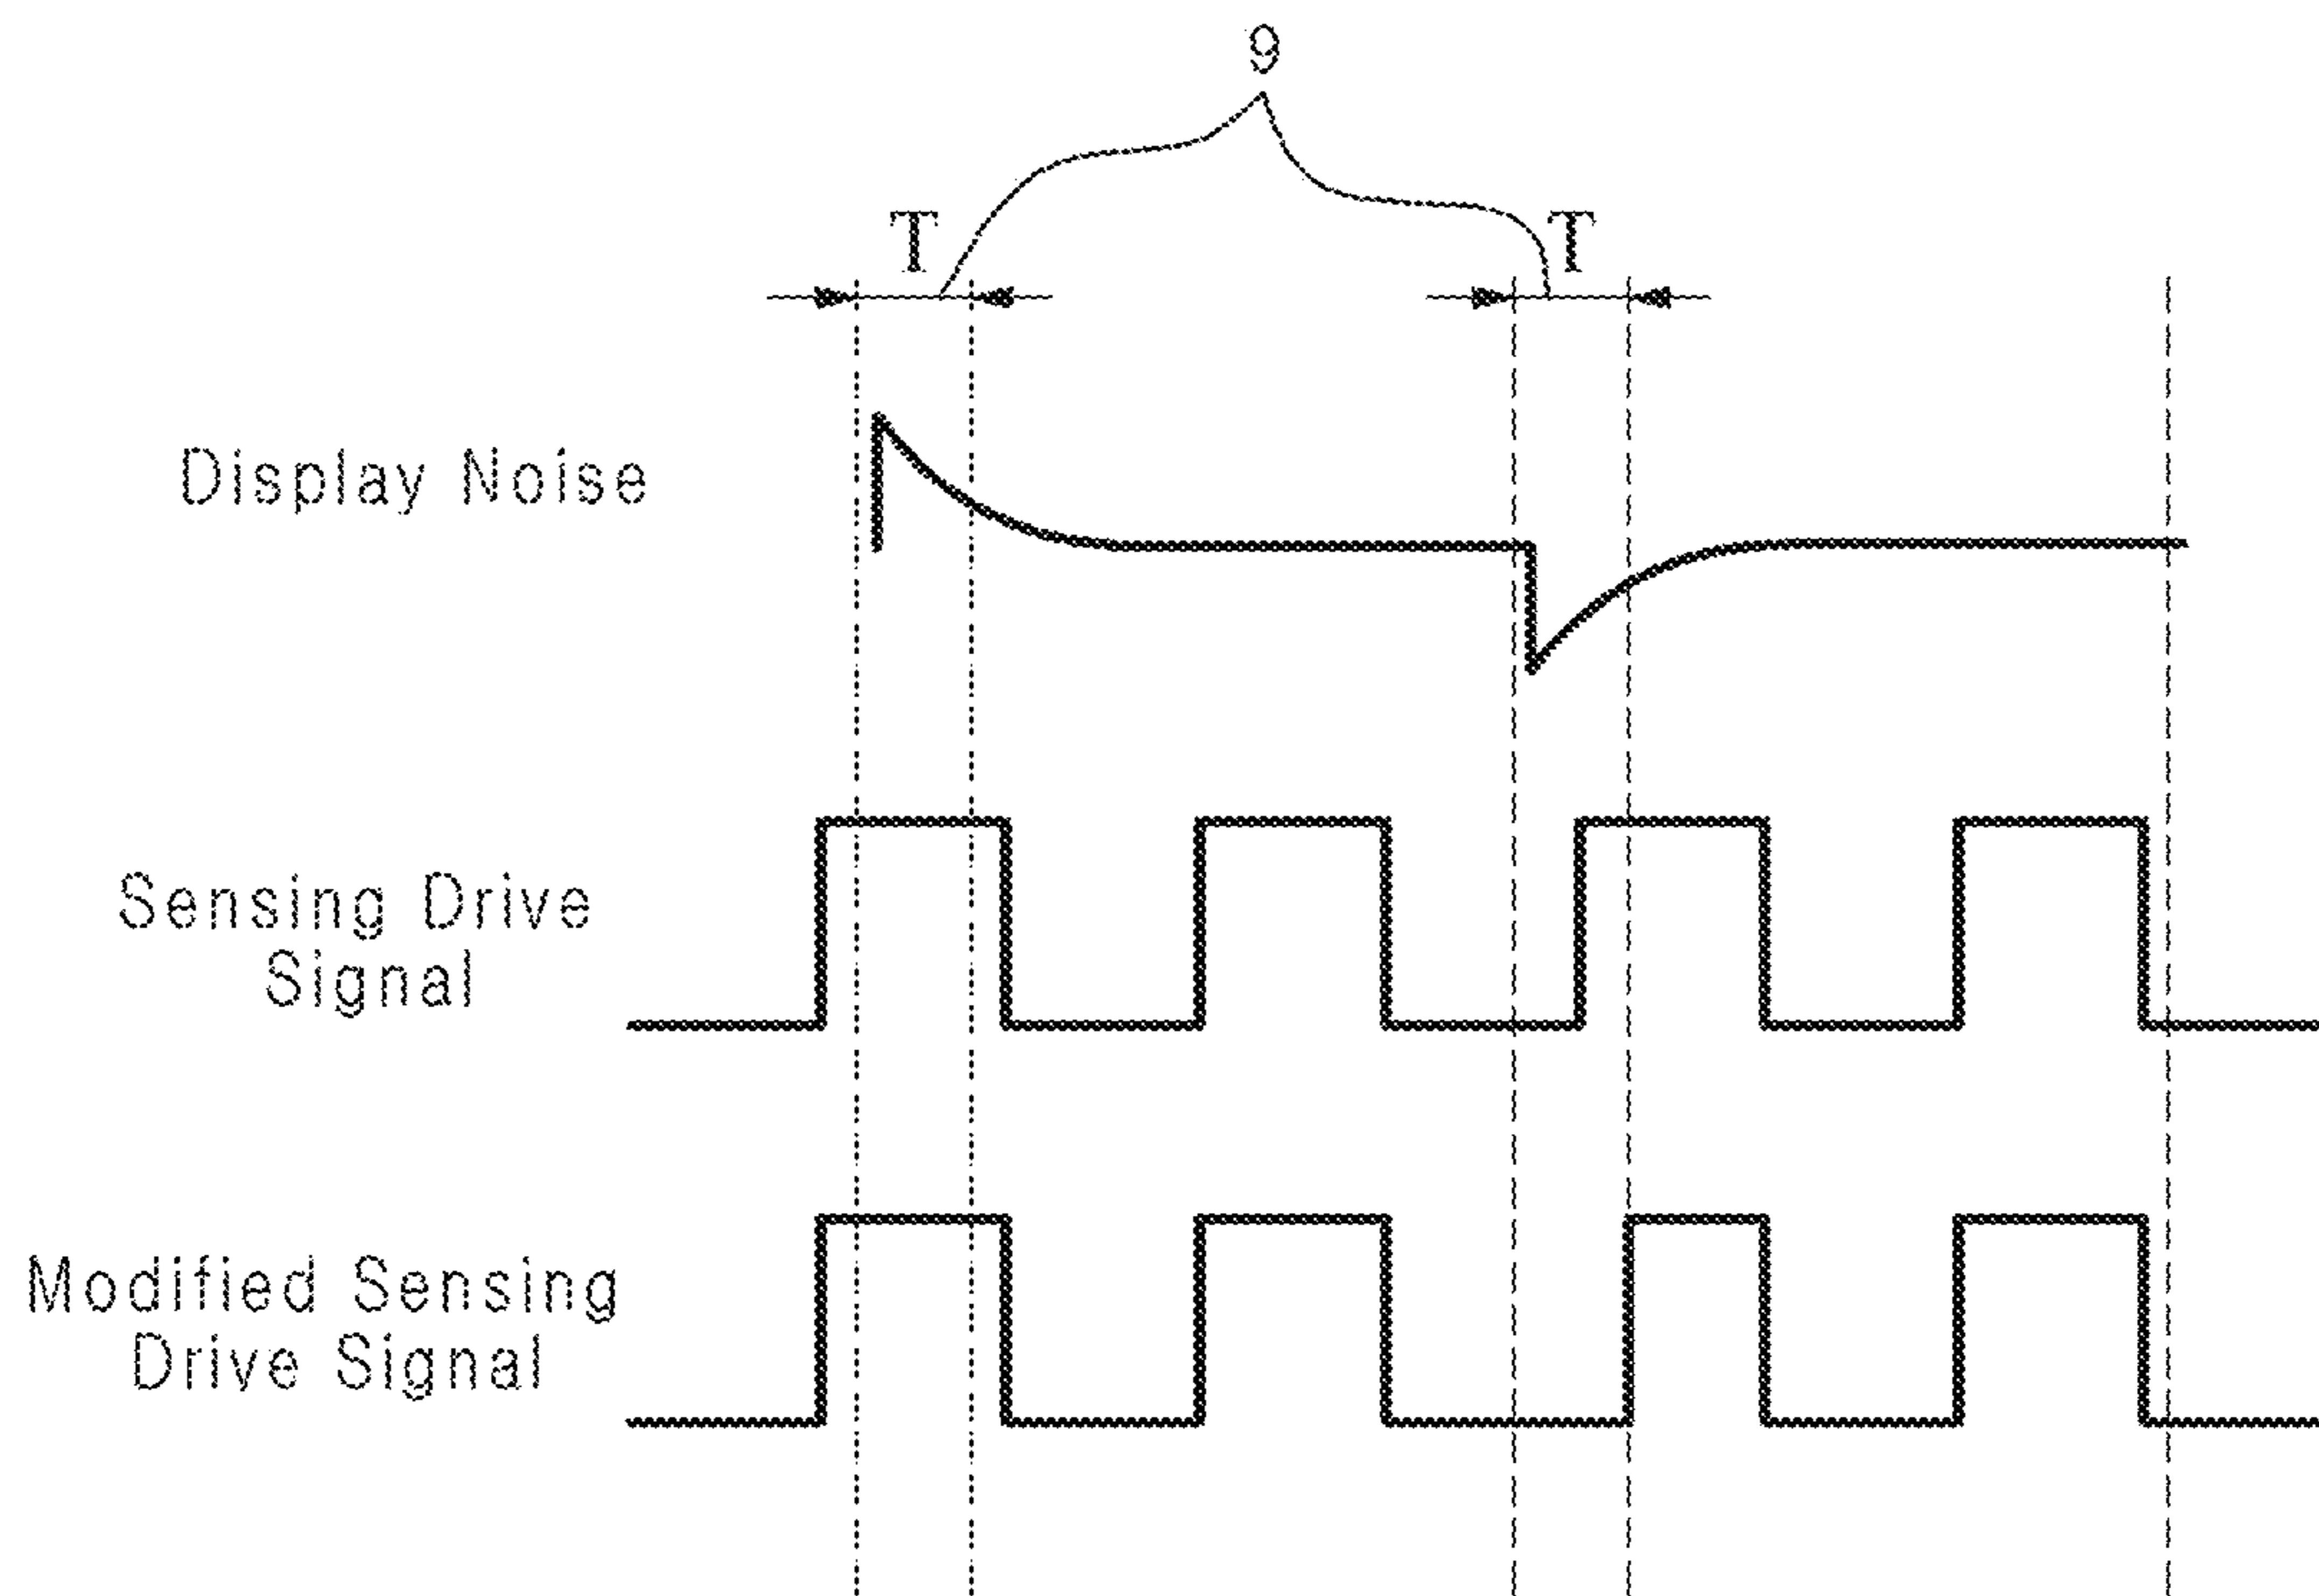 9
T T
Display Noise
Sensing Drive
Signal
Modified Sensing
Drive Signal